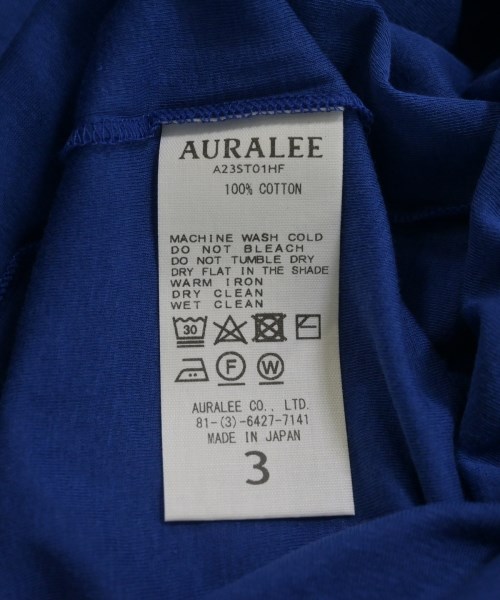 AURALEE
A23ST01HF
100% COTTON
MACHINE WASH COLD
DO NOT BLEACH
DO NOT TUMBLE DRY
DRY FLAT IN THE SHADE
WARM IRON
DRY CLEAN
WET CLEAN
30
F W
AURALEE CO., LTD.
81-(3)-6427-7141
MADE IN JAPAN
3